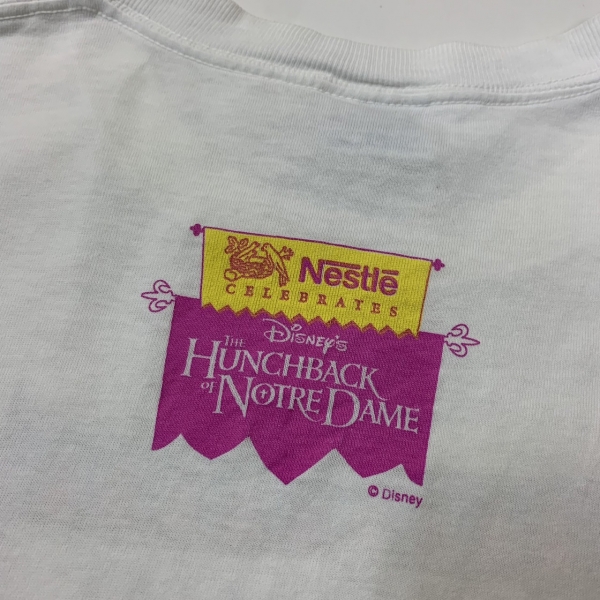 Nestlé
CELEBRATES
DISNEY'S
THE
HUNCHBACK
of NOTRE DAME
© Disney